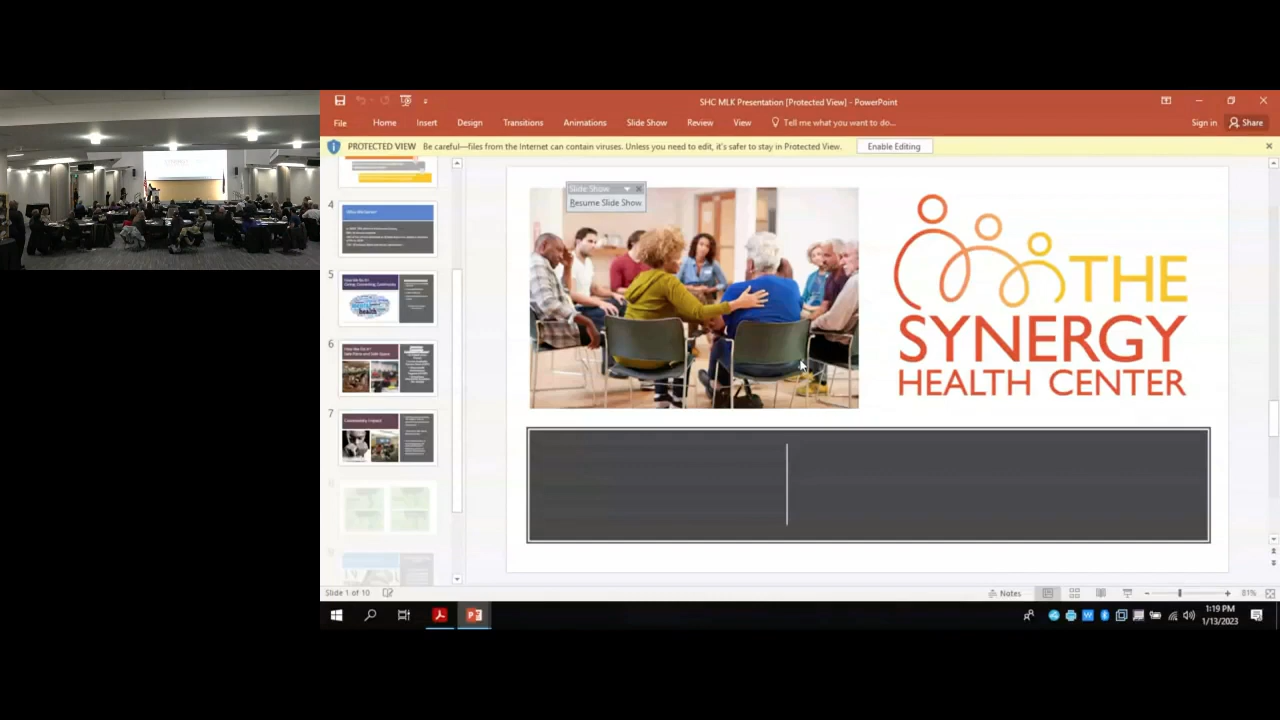 SHC MLK Presentation [Protected View] - PowerPoint
File Home Insert Design Transitions Animations Slide Show Review View Tell me what you want to do... Sign in Share
PROTECTED VIEW Be careful—files from the Internet can contain viruses. Unless you need to edit, it's safer to stay in Protected View. Enable Editing
Slide Show
Resume Slide Show
4
5
health
6
7
Community Impact
THE
SYNERGY
HEALTH CENTER
Slide 1 of 10 Notes 81%
1:19 PM
1/13/2023